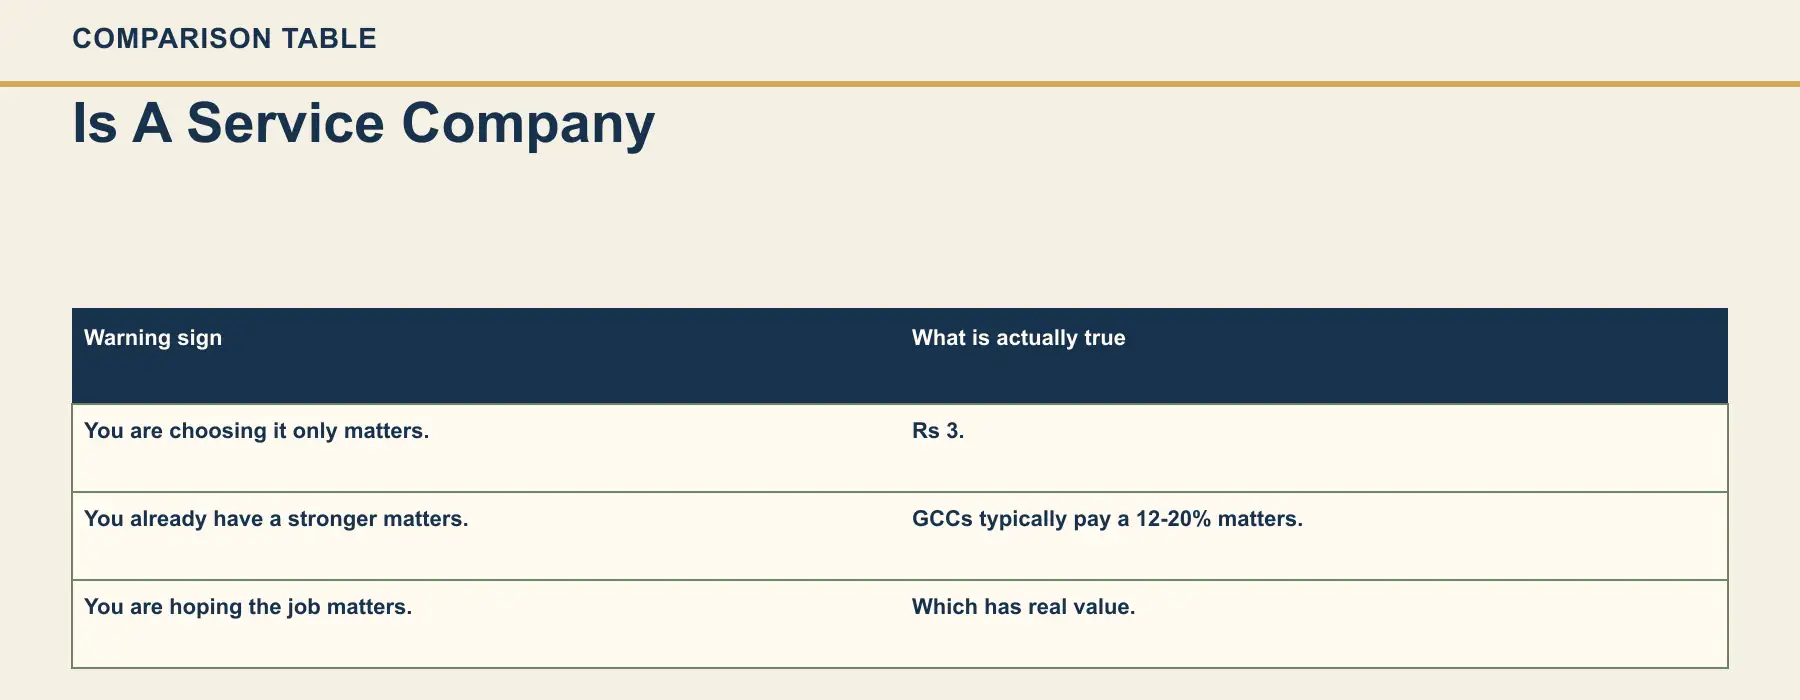 COMPARISON TABLE
Is A Service Company
Warning sign What is actually true
You are choosing it only matters. Rs 3.
You already have a stronger matters. GCCs typically pay a 12-20% matters.
You are hoping the job matters. Which has real value.